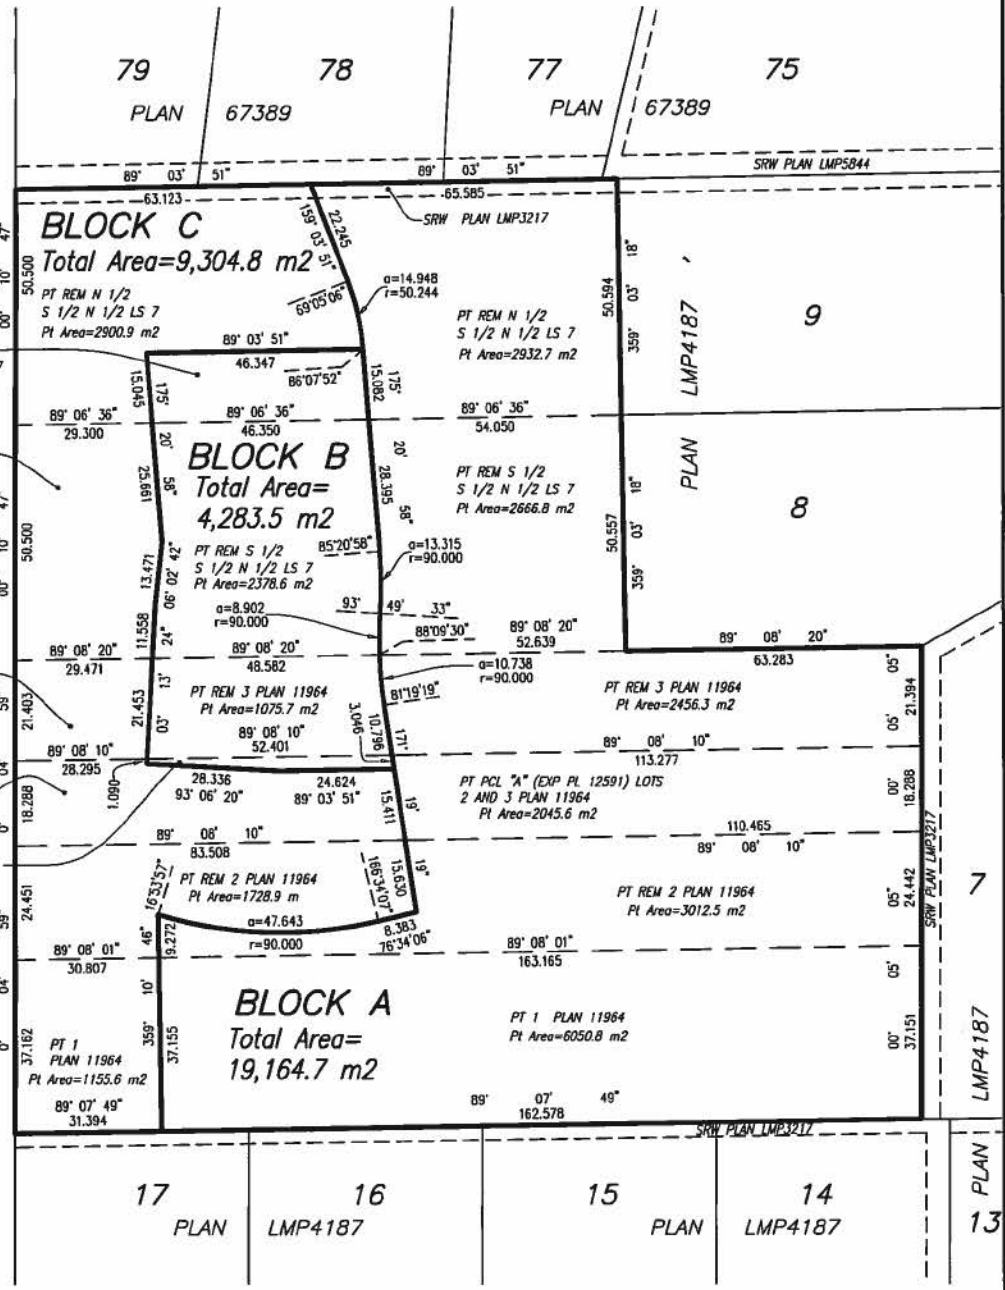 79
78
77
75
PLAN 67389
PLAN 67389
SRW PLAN LMP5844
89° 03' 51"
63.123
89° 03' 51"
65.585
SRW PLAN LMP3217
BLOCK C
Total Area=9,304.8 m2
PT REM N 1/2
S 1/2 N 1/2 LS 7
Pt Area=2900.9 m2
50.500
22.245
159° 03' 51"
69°05'06"
a=14.948
r=50.244
PT REM N 1/2
S 1/2 N 1/2 LS 7
Pt Area=2932.7 m2
50.594
359° 03' 18"
PLAN LMP4187
9
89° 03' 51"
46.347
86°07'52"
15.045
175° 20' 58"
15.082
175° 20' 58"
89° 06' 36"
29.300
89° 06' 36"
46.350
89° 06' 36"
54.050
BLOCK B
Total Area=
4,283.5 m2
25.661
28.395
PT REM S 1/2
S 1/2 N 1/2 LS 7
Pt Area=2666.8 m2
8
50.557
359° 03' 18"
50.500
85°20'58"
a=13.315
r=90.000
PT REM S 1/2
S 1/2 N 1/2 LS 7
Pt Area=2378.6 m2
13.471
06° 02' 42"
a=8.902
r=90.000
93° 49' 33"
88°09'30"
11.558
89° 08' 20"
29.471
89° 08' 20"
48.582
89° 08' 20"
52.639
89° 08' 20"
63.283
a=10.738
r=90.000
81°19'19"
PT REM 3 PLAN 11964
Pt Area=1075.7 m2
PT REM 3 PLAN 11964
Pt Area=2456.3 m2
21.403
21.453
03° 13' 24"
3.046
10.796
171° 19' 19"
21.394
89° 08' 10"
28.295
89° 08' 10"
52.401
89° 08' 10"
113.277
1.090
28.336
93° 06' 20"
24.624
89° 03' 51"
15.411
PT PCL "A" (EXP PL 12591) LOTS
2 AND 3 PLAN 11964
Pt Area=2045.6 m2
18.288
00° 05' 05"
18.288
SRW PLAN LMP3217
89° 08' 10"
83.508
110.465
89° 08' 10"
16°53'57"
PT REM 2 PLAN 11964
Pt Area=1728.9 m
166°34'07"
15.630
PT REM 2 PLAN 11964
Pt Area=3012.5 m2
24.451
24.442
7
a=47.643
r=90.000
8.383
76°34'06"
9.272
89° 08' 01"
30.807
89° 08' 01"
163.165
BLOCK A
Total Area=
19,164.7 m2
PT 1 PLAN 11964
Pt Area=6050.8 m2
37.162
PT 1
PLAN 11964
Pt Area=1155.6 m2
359° 10' 46"
37.155
00° 05' 05"
37.151
PLAN LMP4187
89° 07' 49"
31.394
89° 07' 49"
162.578
SRW PLAN LMP3217
17
16
15
14
13
PLAN LMP4187
PLAN LMP4187